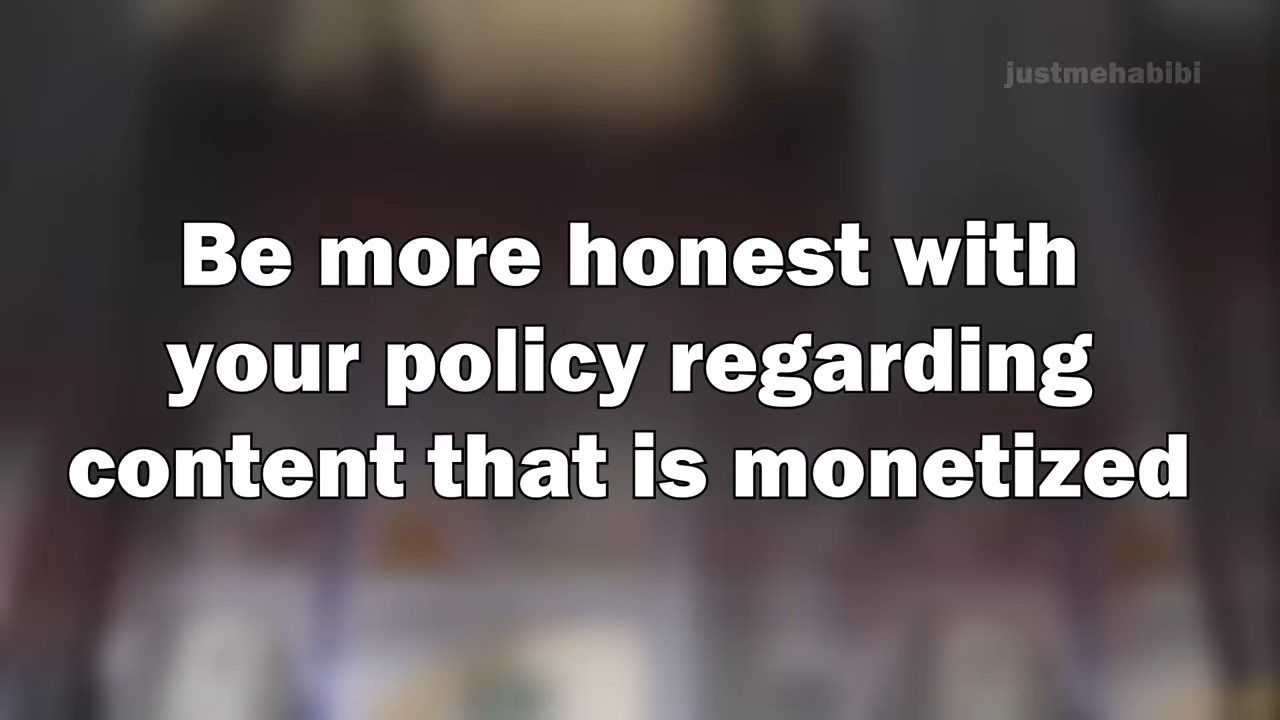 justmehabibi
Be more honest with
your policy regarding
content that is monetized